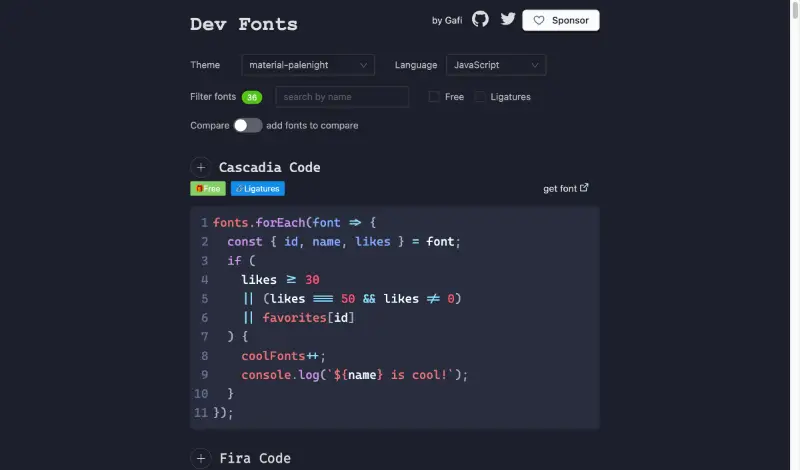 Dev Fonts
by Gafi
Sponsor
Theme material-palenight Language JavaScript
Filter fonts 36 search by name Free Ligatures
Compare add fonts to compare
Cascadia Code
Free Ligatures get font
1 fonts.forEach(font => {
2 const { id, name, likes } = font;
3 if (
4 likes >= 30
5 || (likes === 50 && likes != 0)
6 || favorites[id]
7 ) {
8 coolFonts++;
9 console.log(`${name} is cool!`);
10 }
11 });
Fira Code